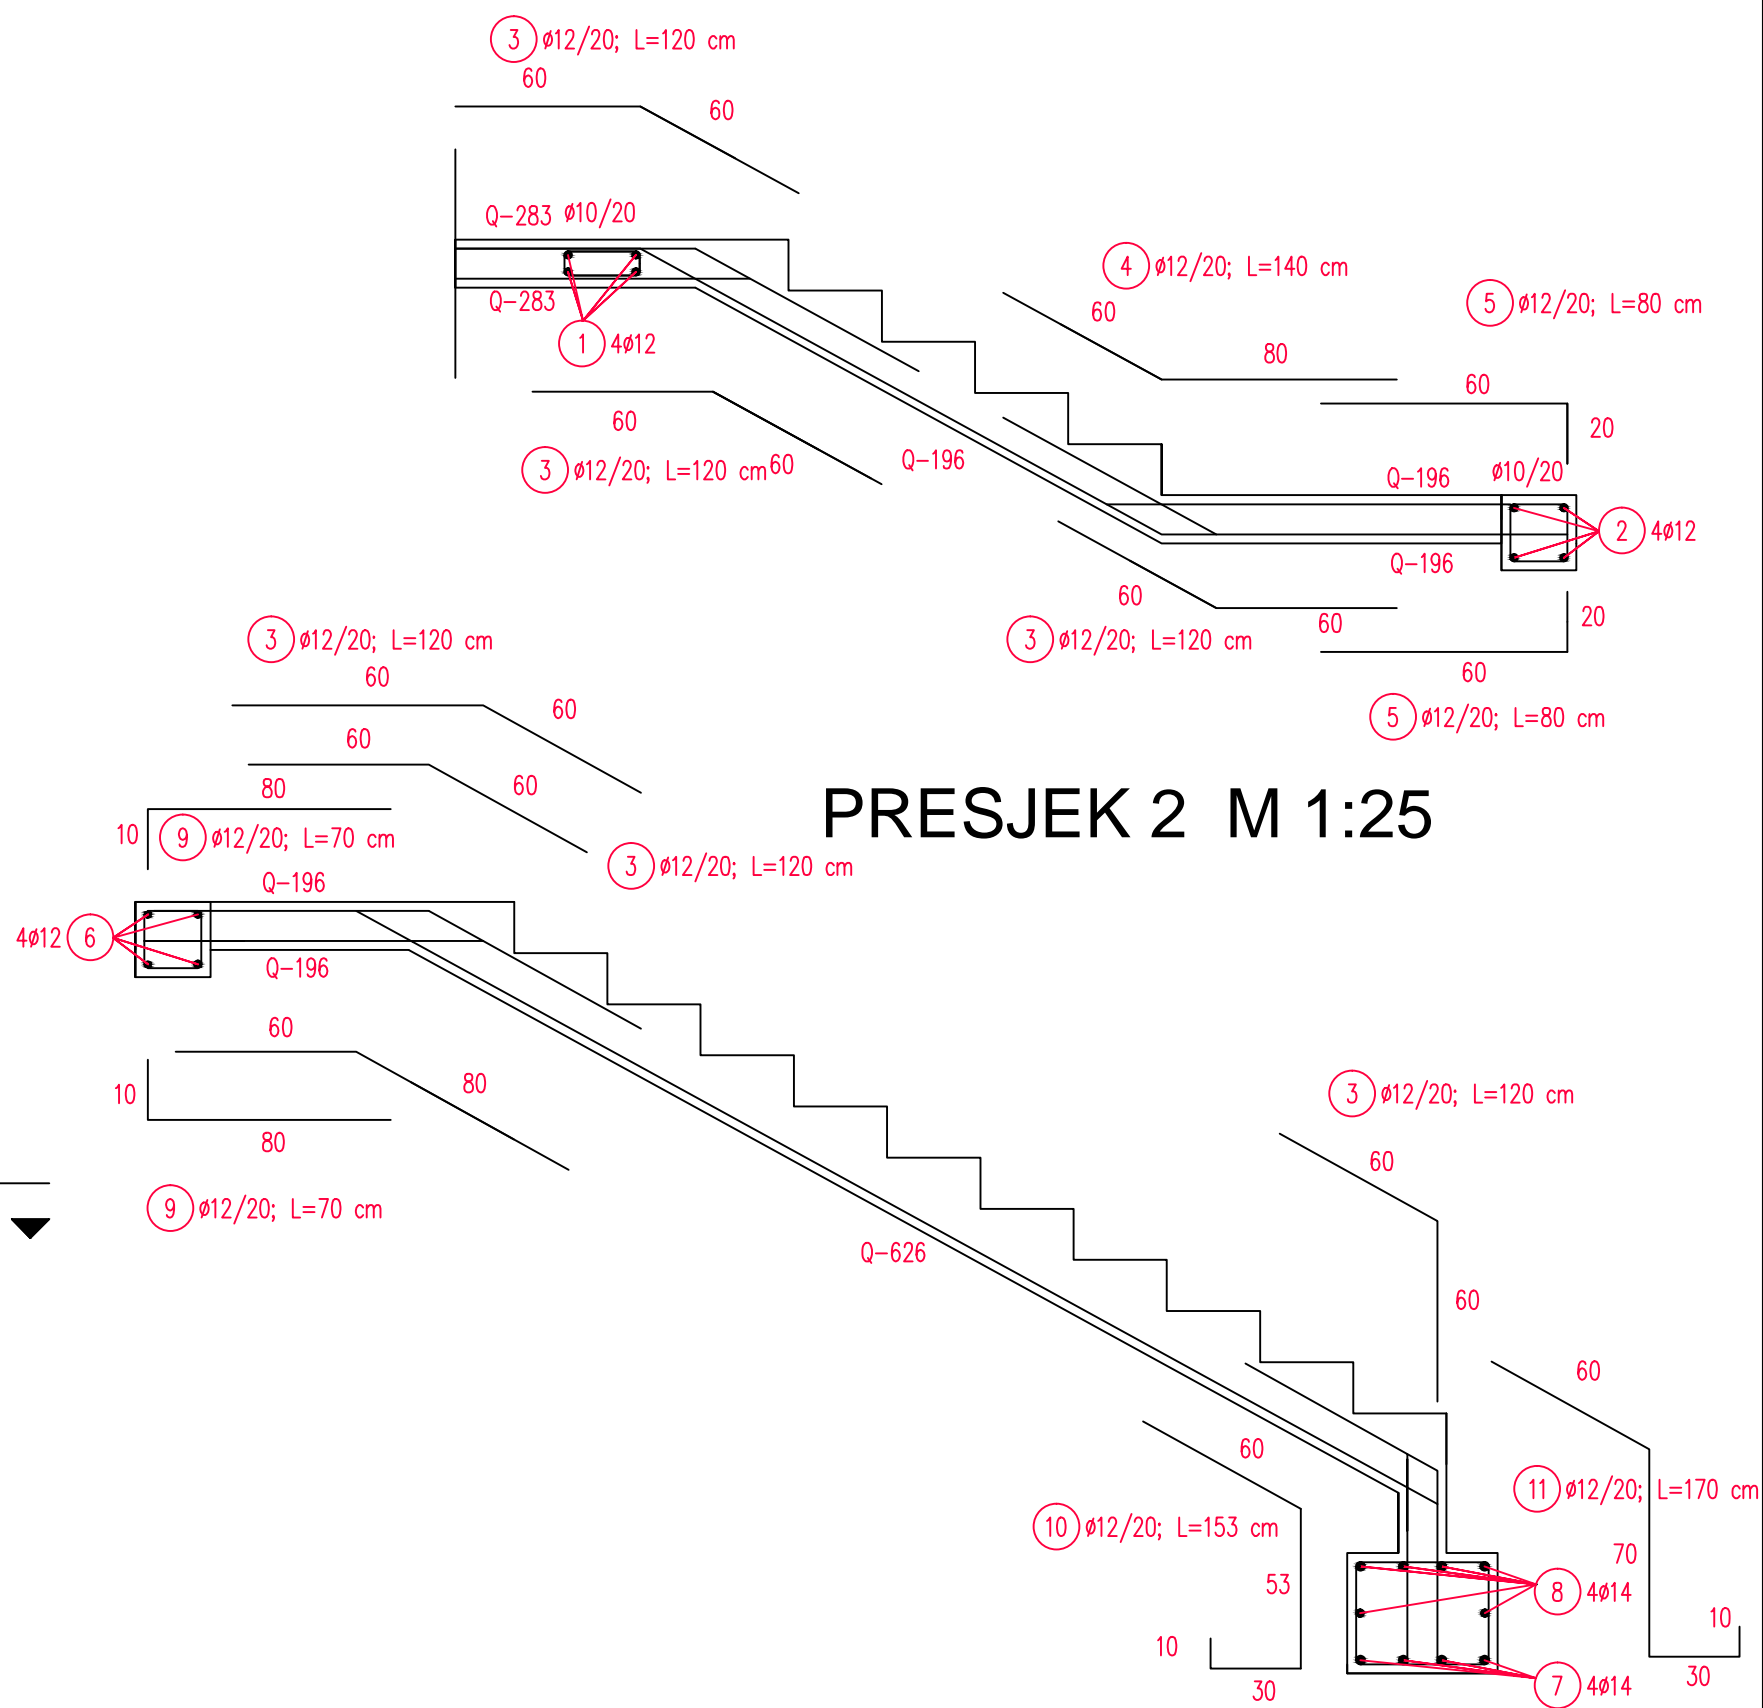 3 ø12/20; L=120 cm
60
60
Q-283 ø10/20
Q-283
1 4ø12
4 ø12/20; L=140 cm
60
80
5 ø12/20; L=80 cm
60
20
60
3 ø12/20; L=120 cm
60
Q-196
Q-196
ø10/20
2 4ø12
Q-196
60
60
3 ø12/20; L=120 cm
20
60
5 ø12/20; L=80 cm
3 ø12/20; L=120 cm
60
60
60
60
80
10
9 ø12/20; L=70 cm
3 ø12/20; L=120 cm
PRESJEK 2 M 1:25
Q-196
4ø12 6
Q-196
60
80
10
80
9 ø12/20; L=70 cm
Q-626
3 ø12/20; L=120 cm
60
60
60
60
11 ø12/20; L=170 cm
10 ø12/20; L=153 cm
70
53
8 4ø14
10
10
30
30
7 4ø14